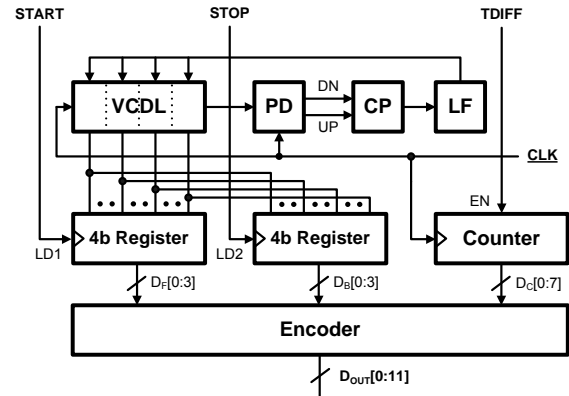 START
STOP
TDIFF
VCDL
PD
DN
UP
CP
LF
CLK
EN
4b Register
4b Register
Counter
LD1
LD2
DF[0:3]
DB[0:3]
DC[0:7]
Encoder
DOUT[0:11]